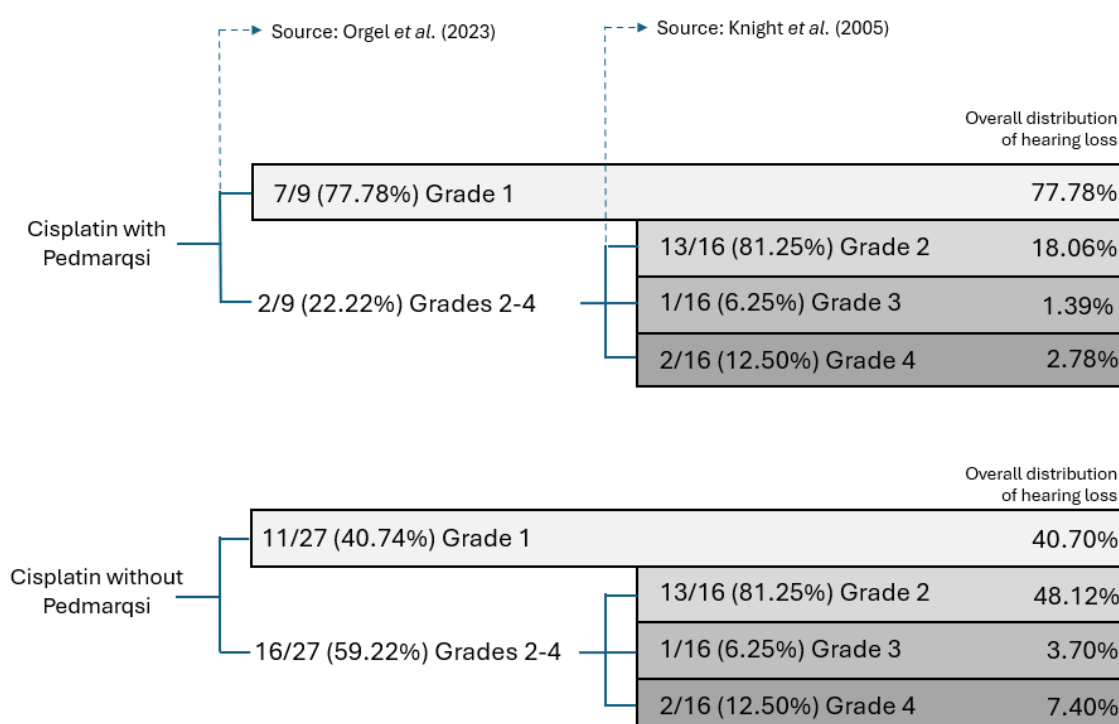 Source: Orgel et al. (2023)
Source: Knight et al. (2005)
Overall distribution
of hearing loss
7/9 (77.78%) Grade 1
77.78%
Cisplatin with
Pedmarqsi
13/16 (81.25%) Grade 2
18.06%
2/9 (22.22%) Grades 2-4
1/16 (6.25%) Grade 3
1.39%
2/16 (12.50%) Grade 4
2.78%
Overall distribution
of hearing loss
11/27 (40.74%) Grade 1
40.70%
Cisplatin without
Pedmarqsi
13/16 (81.25%) Grade 2
48.12%
16/27 (59.22%) Grades 2-4
1/16 (6.25%) Grade 3
3.70%
2/16 (12.50%) Grade 4
7.40%